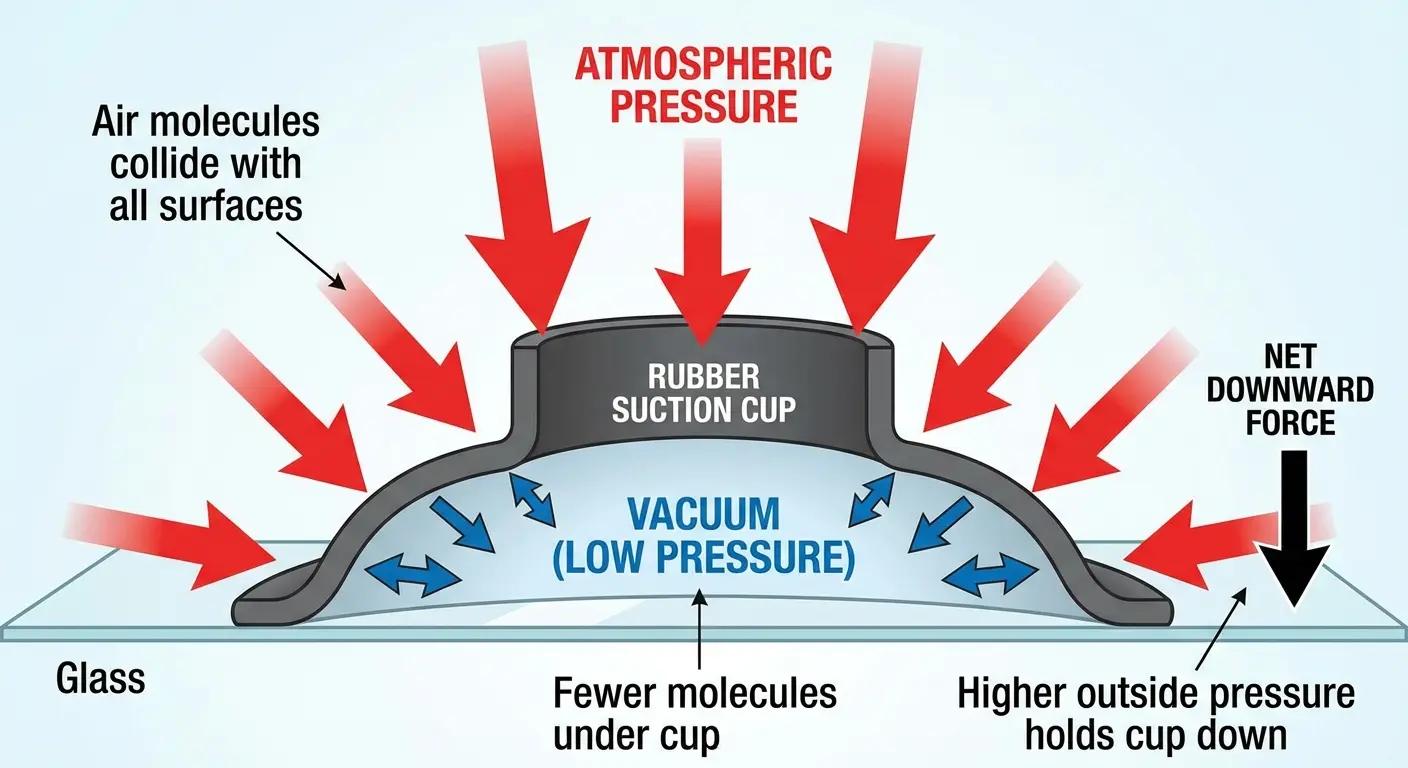 ATMOSPHERIC
PRESSURE
Air molecules
collide with
all surfaces
RUBBER
SUCTION CUP
NET
DOWNWARD
FORCE
VACUUM
(LOW PRESSURE)
Glass
Fewer molecules
under cup
Higher outside pressure
holds cup down